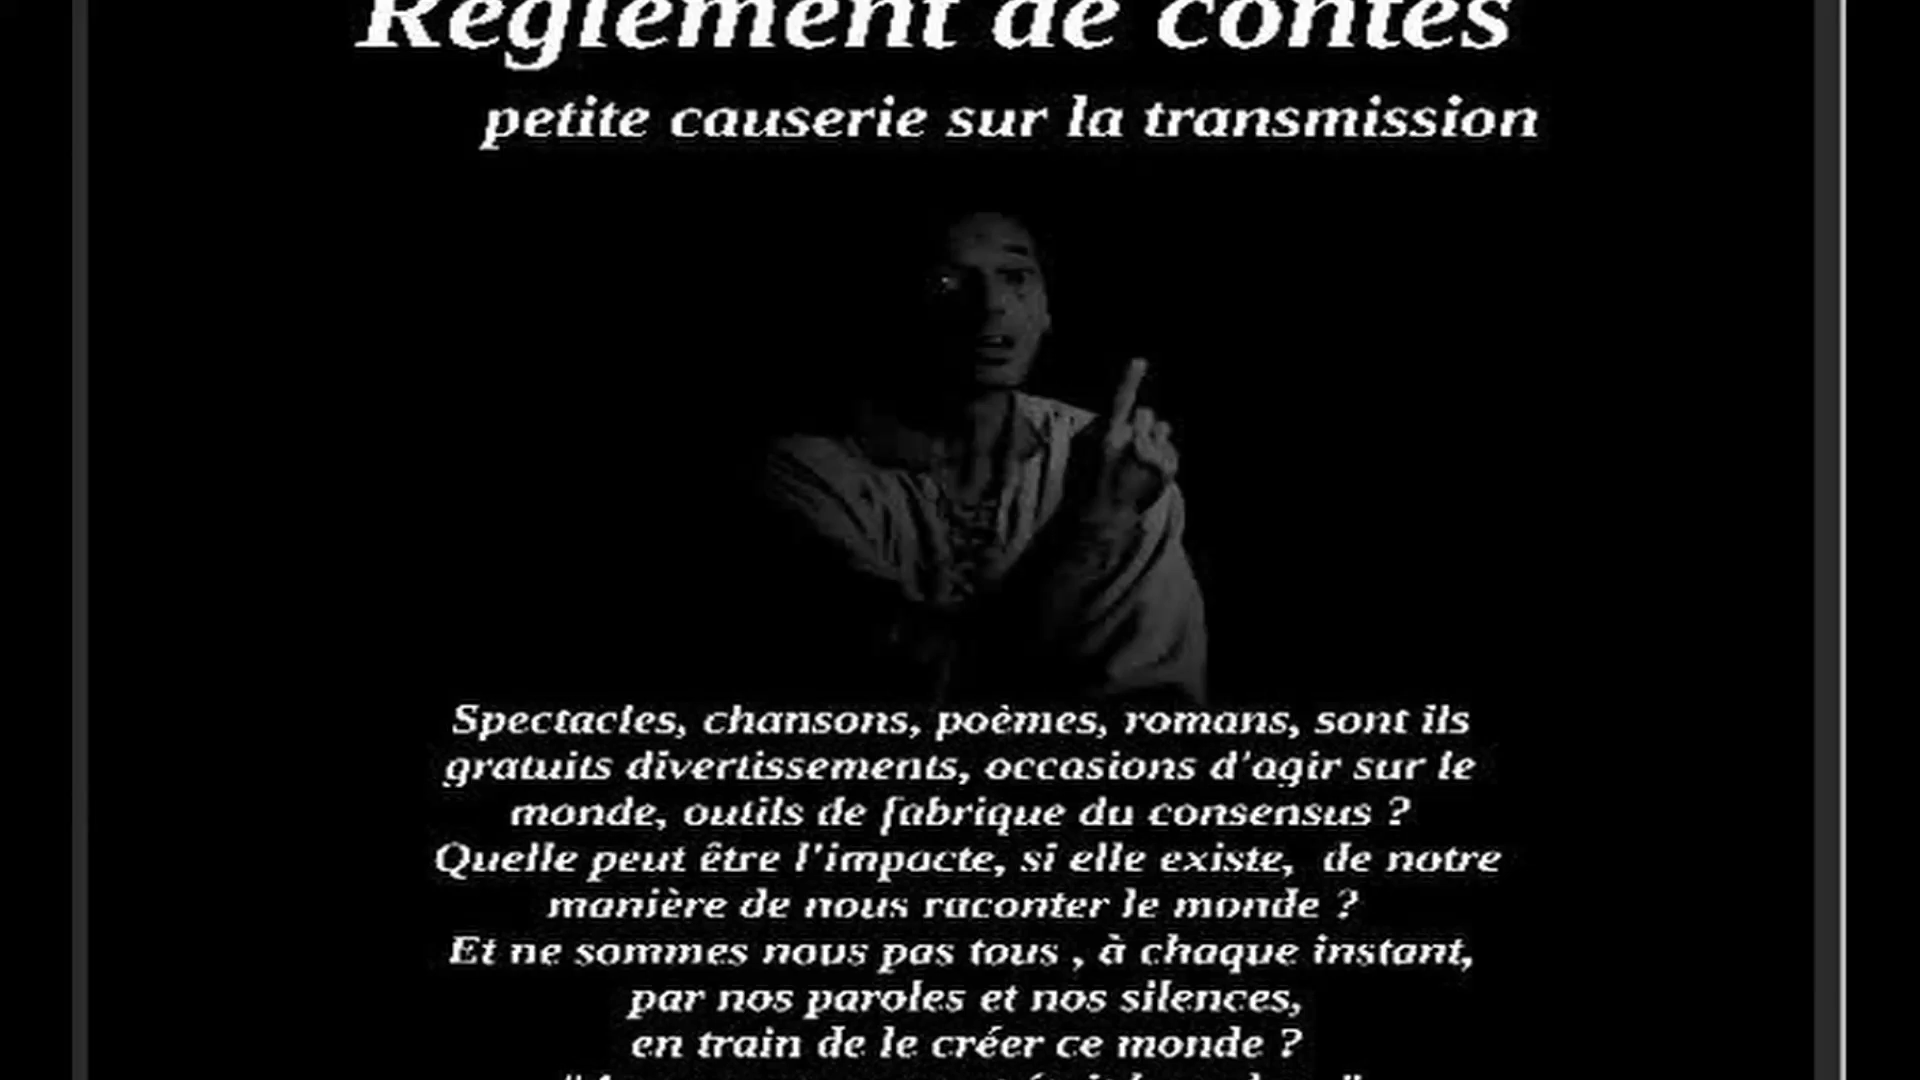 Règlement de contes
petite causerie sur la transmission
Spectacles, chansons, poèmes, romans, sont ils
gratuits divertissements, occasions d'agir sur le
monde, outils de fabrique du consensus ?
Quelle peut être l'impacte, si elle existe, de notre
manière de nous raconter le monde ?
Et ne sommes nous pas tous , à chaque instant,
par nos paroles et nos silences,
en train de le créer ce monde ?